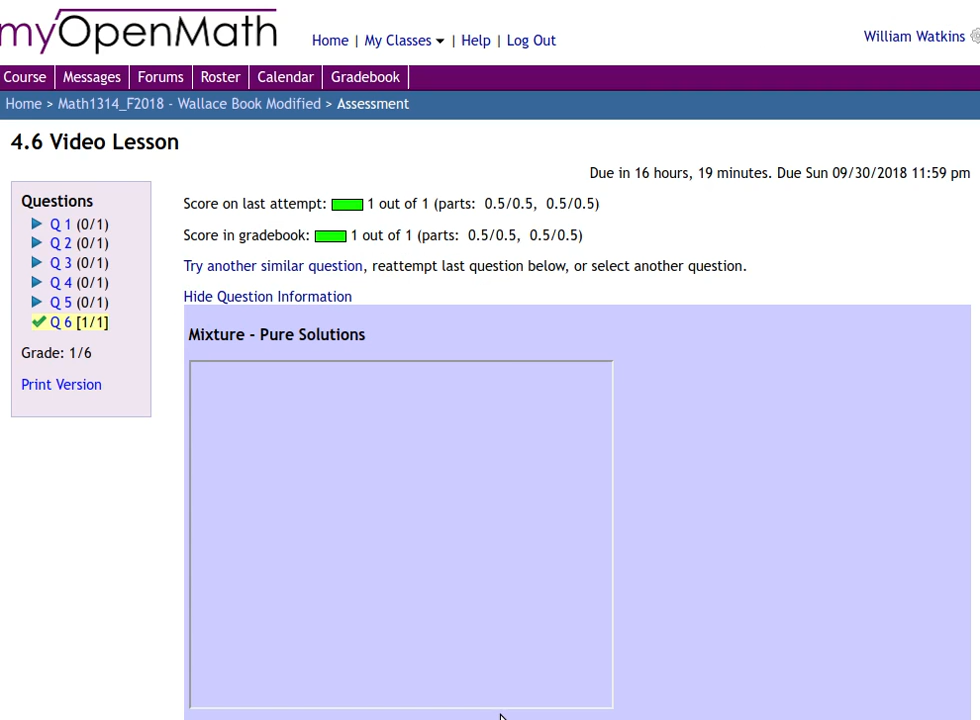 myOpenMath
Home | My Classes | Help | Log Out
William Watkins
Course Messages Forums Roster Calendar Gradebook
Home > Math1314_F2018 - Wallace Book Modified > Assessment
4.6 Video Lesson
Due in 16 hours, 19 minutes. Due Sun 09/30/2018 11:59 pm
Questions
Q 1 (0/1)
Q 2 (0/1)
Q 3 (0/1)
Q 4 (0/1)
Q 5 (0/1)
Q 6 [1/1]
Grade: 1/6
Print Version
Score on last attempt: 1 out of 1 (parts: 0.5/0.5, 0.5/0.5)
Score in gradebook: 1 out of 1 (parts: 0.5/0.5, 0.5/0.5)
Try another similar question, reattempt last question below, or select another question.
Hide Question Information
Mixture - Pure Solutions